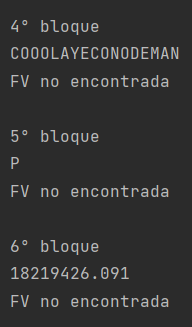 4° bloque
COOOLAYECONODEMAN
FV no encontrada
5° bloque
P
FV no encontrada
6° bloque
18219426.091
FV no encontrada